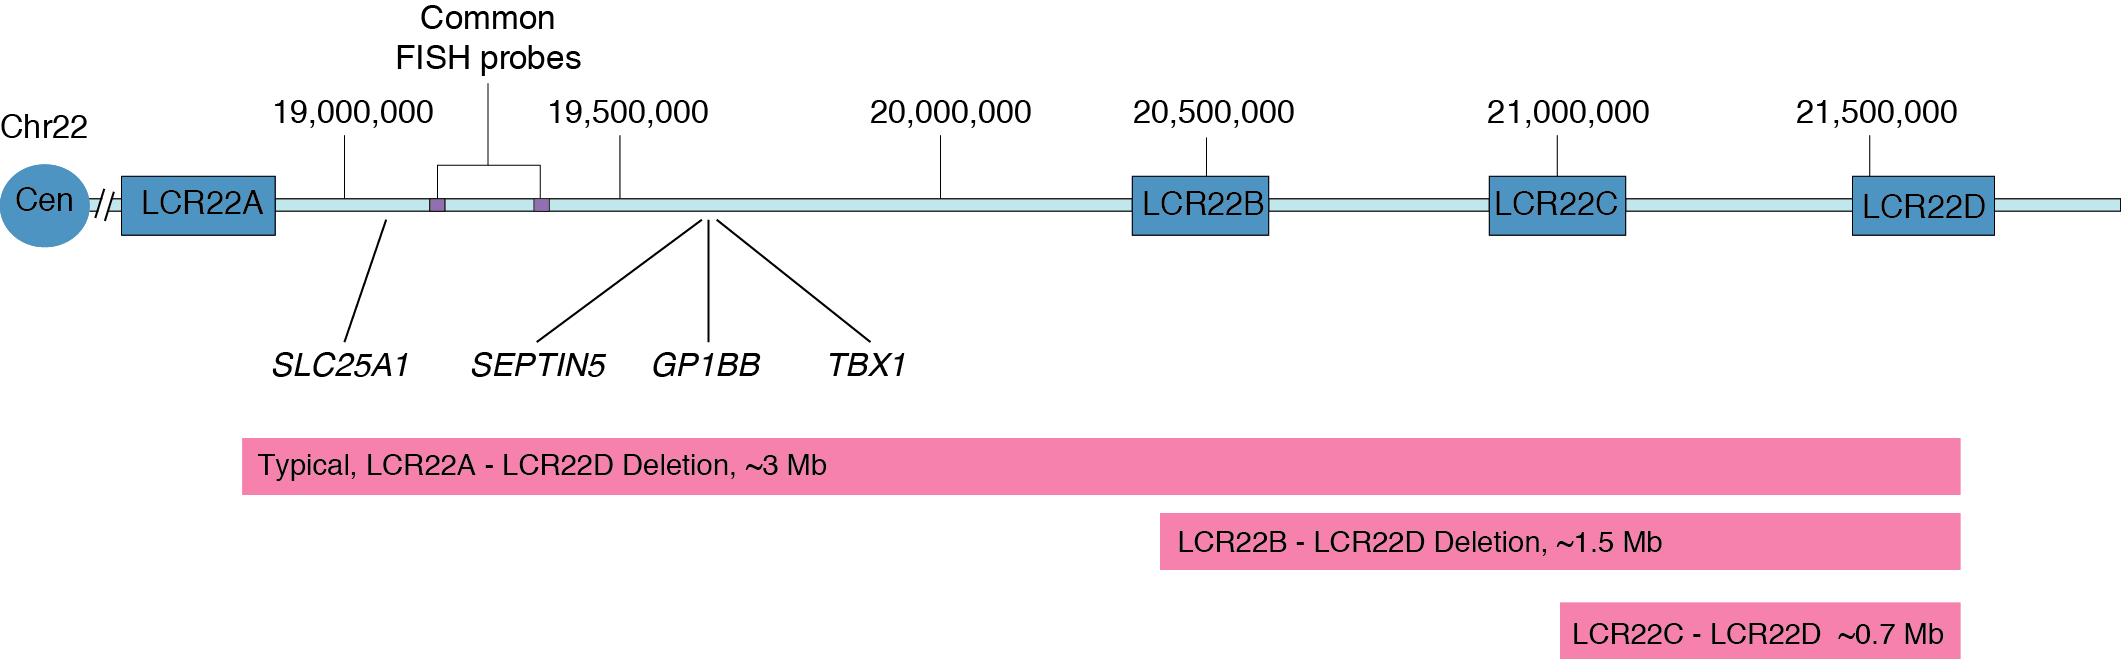 Common
FISH probes
19,000,000
19,500,000
20,000,000
20,500,000
21,000,000
21,500,000
Chr22
Cen
LCR22A
LCR22B
LCR22C
LCR22D
SLC25A1
SEPTIN5
GP1BB
TBX1
Typical, LCR22A - LCR22D Deletion, ~3 Mb
LCR22B - LCR22D Deletion, ~1.5 Mb
LCR22C - LCR22D ~0.7 Mb